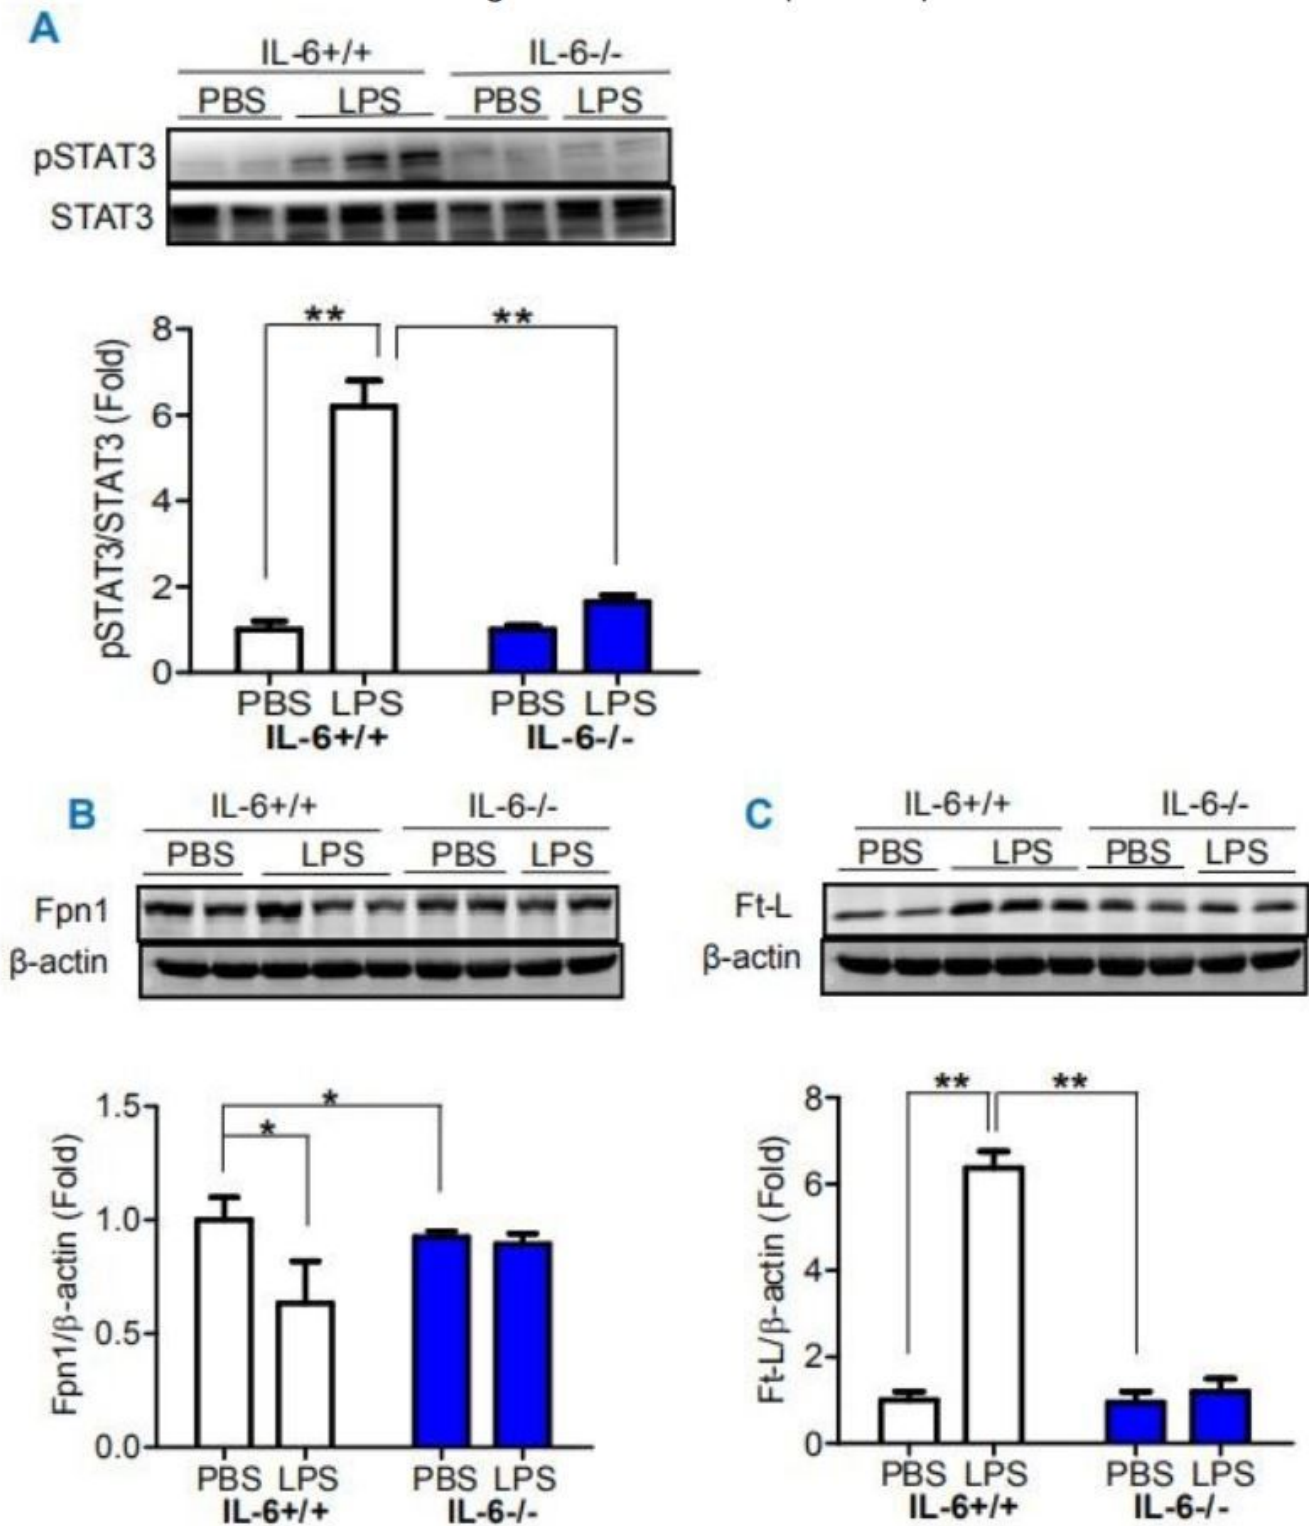 A
IL-6+/+ IL-6-/-
PBS LPS PBS LPS
pSTAT3
STAT3
** **
pSTAT3/STAT3 (Fold)
8
6
4
2
0
PBS LPS PBS LPS
IL-6+/+ IL-6-/-
B
IL-6+/+ IL-6-/-
PBS LPS PBS LPS
Fpn1
β-actin
*
*
Fpn1/β-actin (Fold)
1.5
1.0
0.5
0.0
PBS LPS PBS LPS
IL-6+/+ IL-6-/-
C
IL-6+/+ IL-6-/-
PBS LPS PBS LPS
Ft-L
β-actin
** **
Ft-L/β-actin (Fold)
8
6
4
2
0
PBS LPS PBS LPS
IL-6+/+ IL-6-/-